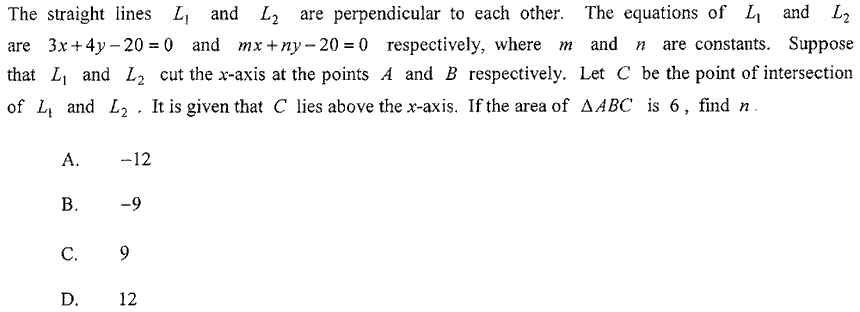 The straight lines L₁ and L₂ are perpendicular to each other. The equations of L₁ and L₂
are 3x+4y−20=0 and mx+ny−20=0 respectively, where m and n are constants. Suppose
that L₁ and L₂ cut the x-axis at the points A and B respectively. Let C be the point of intersection
of L₁ and L₂ . It is given that C lies above the x-axis. If the area of ΔABC is 6 , find n .
A. −12
B. −9
C. 9
D. 12